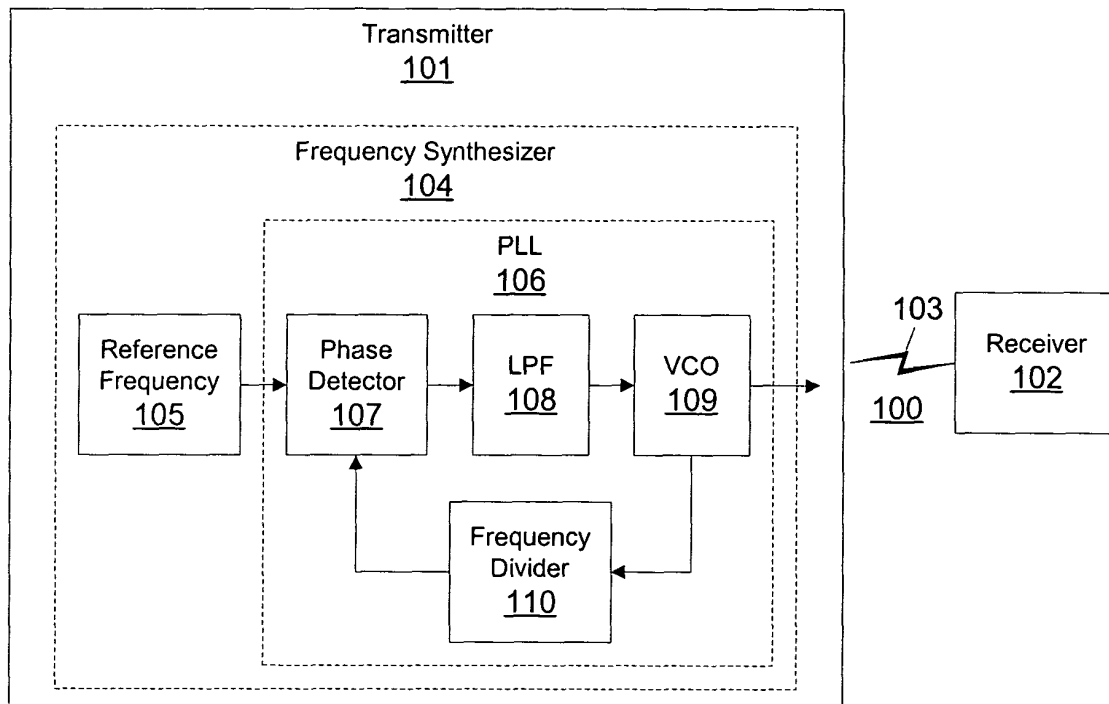 Transmitter
101
Frequency Synthesizer
104
PLL
106
Reference
Frequency
105
Phase
Detector
107
LPF
108
VCO
109
103
100
Receiver
102
Frequency
Divider
110